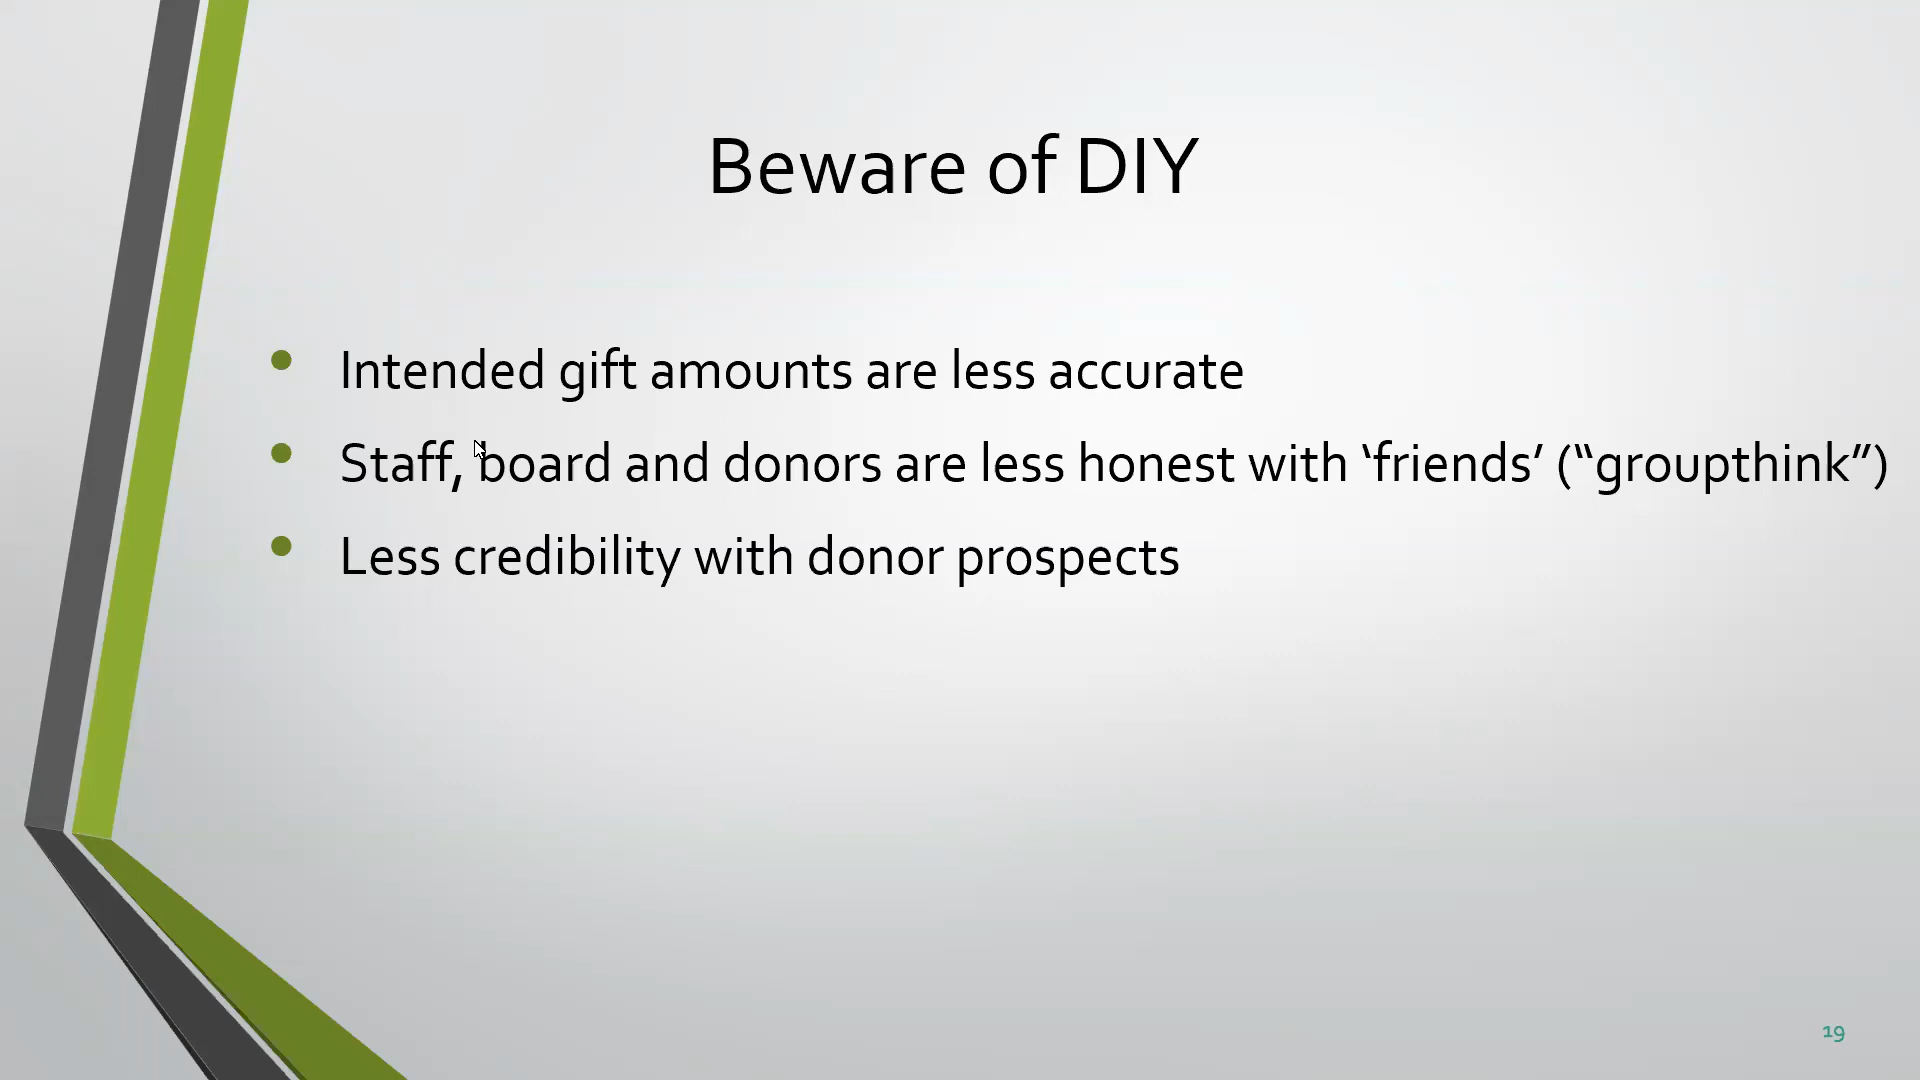 Beware of DIY
• Intended gift amounts are less accurate
• Staff, board and donors are less honest with ‘friends’ (“groupthink”)
• Less credibility with donor prospects
19